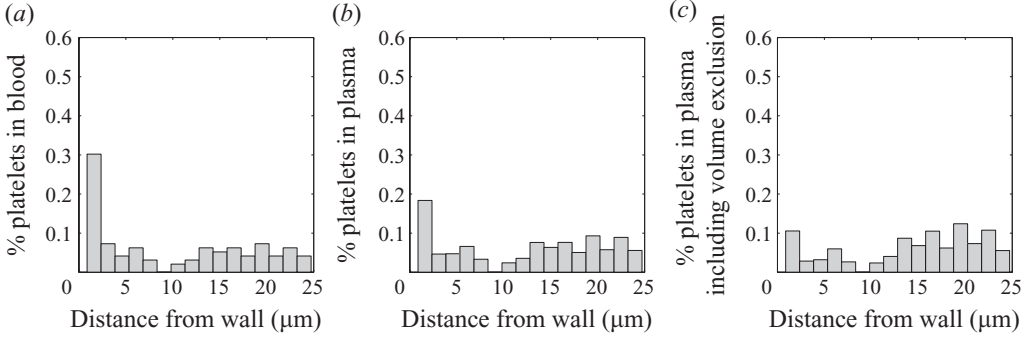 (a)
0.6
0.5
0.4
0.3
0.2
0.1
% platelets in blood
0 5 10 15 20 25
Distance from wall (μm)
(b)
0.6
0.5
0.4
0.3
0.2
0.1
% platelets in plasma
0 5 10 15 20 25
Distance from wall (μm)
(c)
0.6
0.5
0.4
0.3
0.2
0.1
% platelets in plasma
including volume exclusion
0 5 10 15 20 25
Distance from wall (μm)